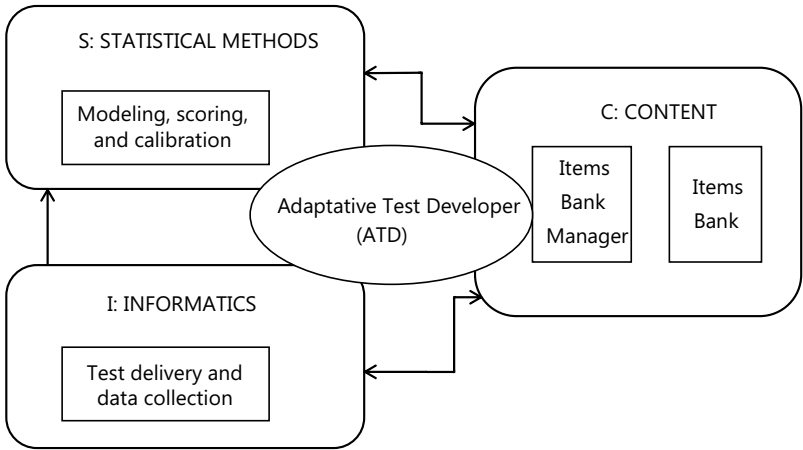 S: STATISTICAL METHODS
Modeling, scoring,
and calibration
C: CONTENT
Items
Bank
Manager
Items
Bank
Adaptative Test Developer
(ATD)
I: INFORMATICS
Test delivery and
data collection